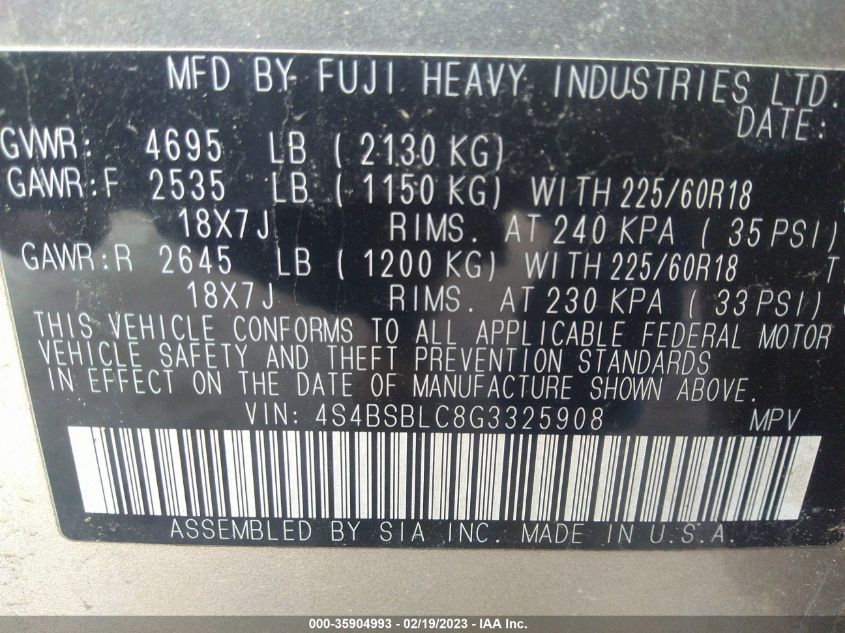 MFD BY FUJI HEAVY INDUSTRIES LTD.
DATE:
GVWR: 4695 LB ( 2130 KG)
GAWR:F 2535 LB ( 1150 KG) WITH 225/60R18
18X7J RIMS. AT 240 KPA ( 35 PSI)
GAWR:R 2645 LB ( 1200 KG) WITH 225/60R18 T
18X7J RIMS. AT 230 KPA ( 33 PSI) (
THIS VEHICLE CONFORMS TO ALL APPLICABLE FEDERAL MOTOR
VEHICLE SAFETY AND THEFT PREVENTION STANDARDS
IN EFFECT ON THE DATE OF MANUFACTURE SHOWN ABOVE.
VIN: 4S4BSBLC8G3325908 MPV
ASSEMBLED BY SIA INC. MADE IN U.S.A.
000-35904993 - 02/19/2023 - © IAA Inc.